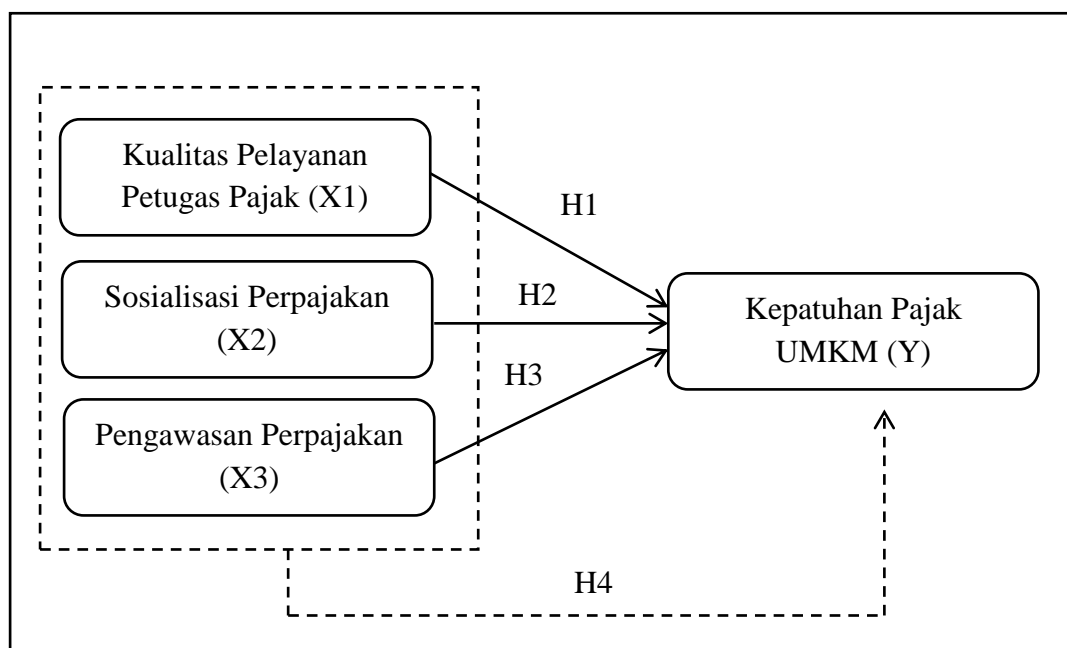 Kualitas Pelayanan
Petugas Pajak (X1)
H1
Sosialisasi Perpajakan
(X2)
H2
Kepatuhan Pajak
UMKM (Y)
H3
Pengawasan Perpajakan
(X3)
H4